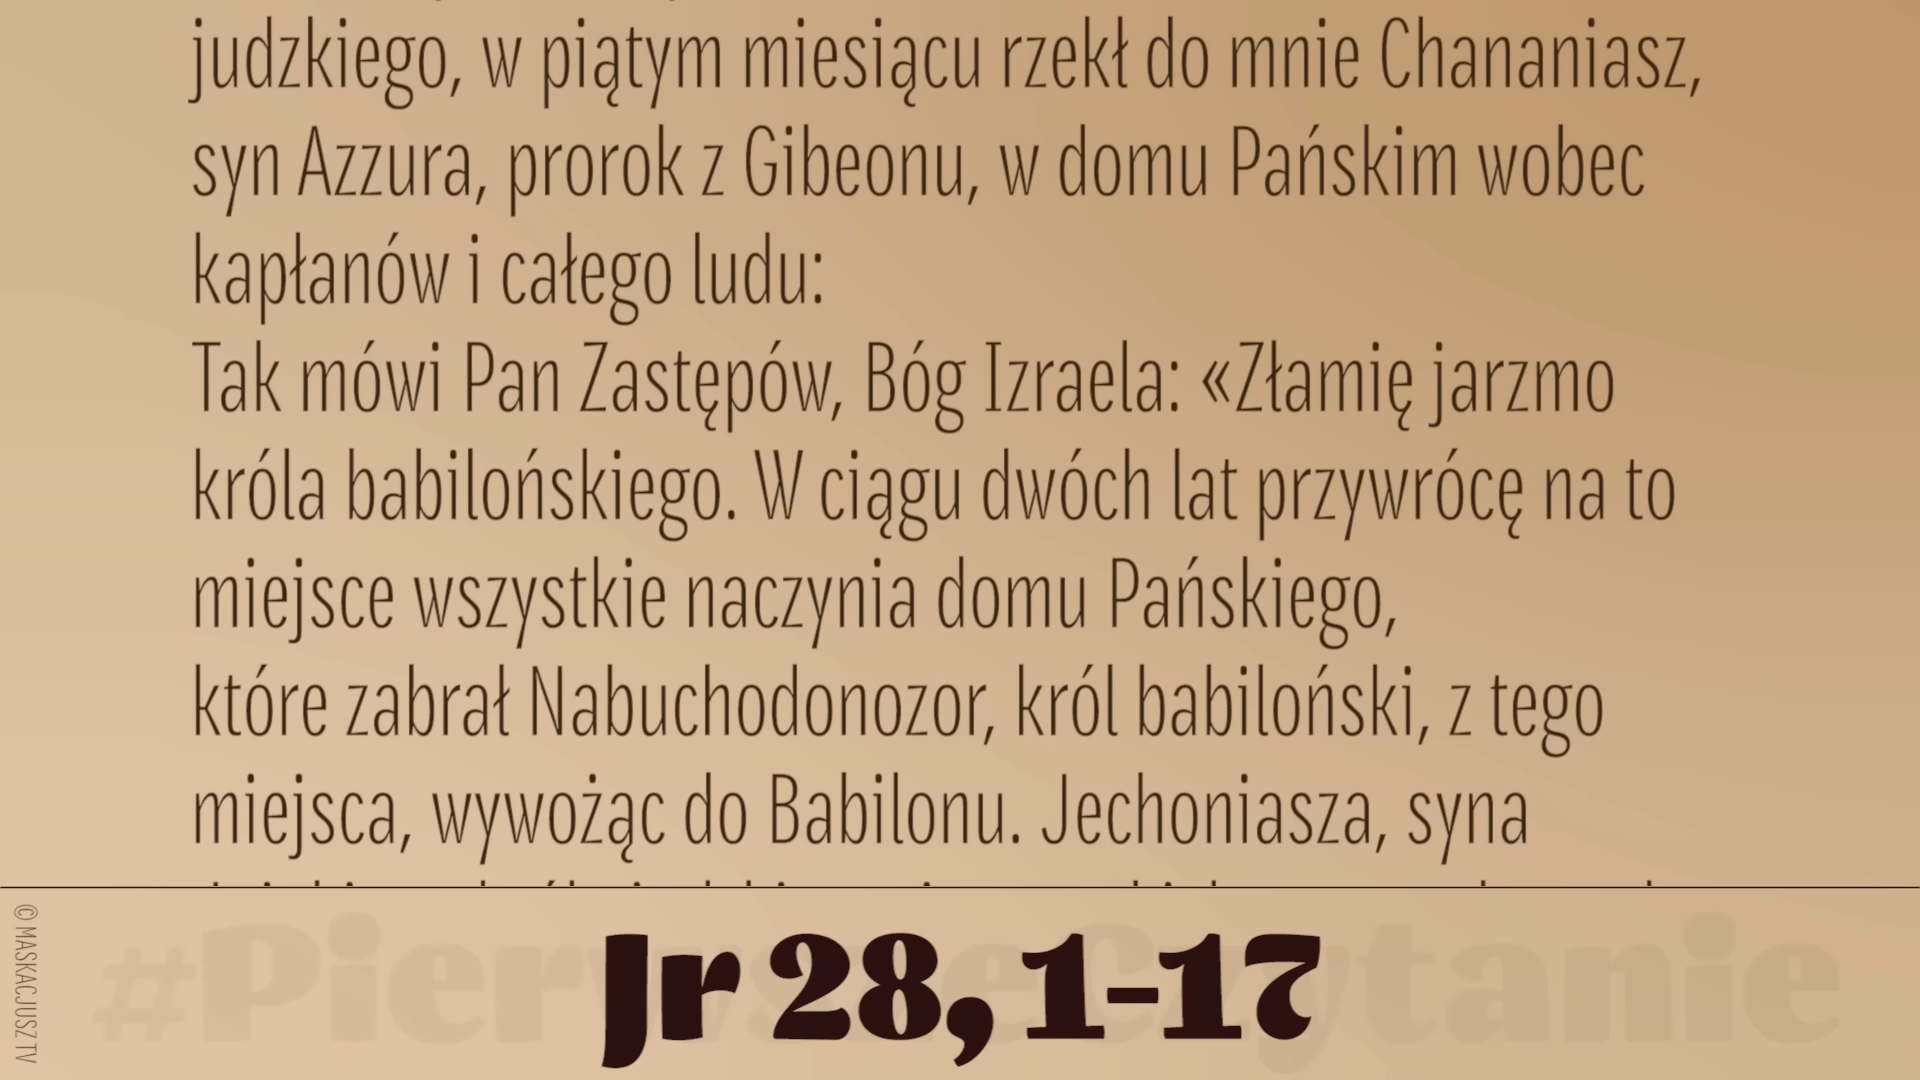 judzkiego, w piątym miesiącu rzekł do mnie Chananiasz,
syn Azzura, prorok z Gibeonu, w domu Pańskim wobec
kapłanów i całego ludu:
Tak mówi Pan Zastępów, Bóg Izraela: «Złamię jarzmo
króla babilońskiego. W ciągu dwóch lat przywrócę na to
miejsce wszystkie naczynia domu Pańskiego,
które zabrał Nabuchodonozor, król babiloński, z tego
miejsca, wywożąc do Babilonu. Jechoniasza, syna
#PierwszeCzytanie
Jr 28, 1-17
© MASKACJUSZ TV